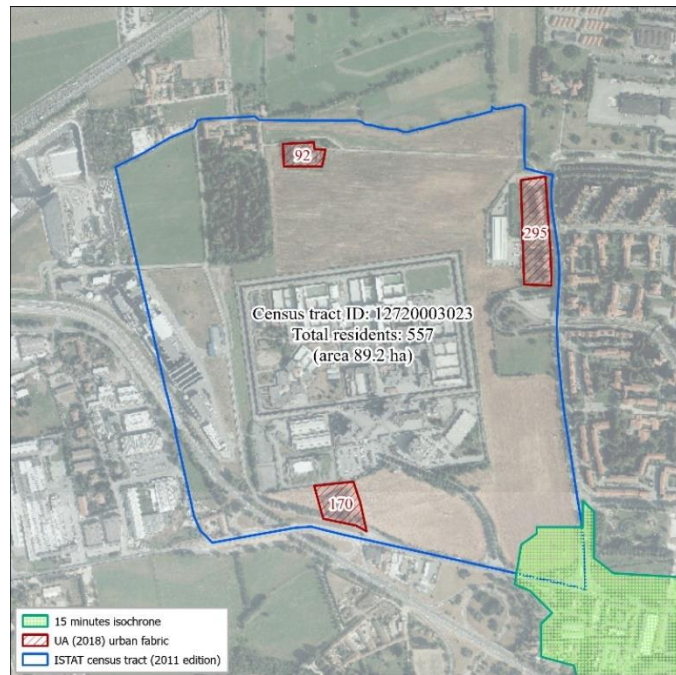 92
295
Census tract ID: 12720003023
Total residents: 557
(area 89.2 ha)
170
15 minutes isochrone
UA (2018) urban fabric
ISTAT census tract (2011 edition)